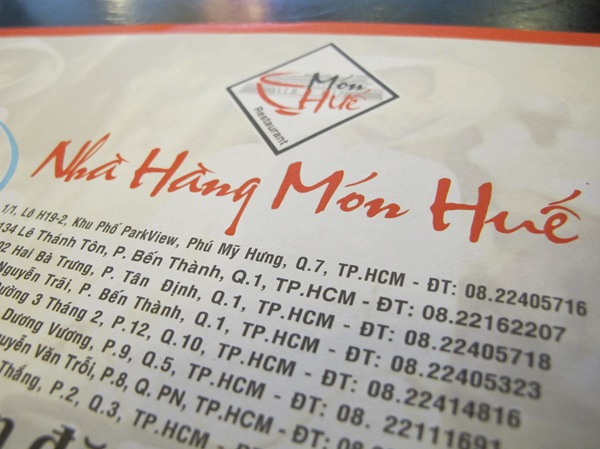 Món
Huế
Restaurant
Nhà Hàng Món Huế
1/1, Lô H19-2, Khu Phố ParkView, Phú Mỹ Hưng, Q.7, TP.HCM - ĐT: 08.22405716
134 Lê Thánh Tôn, P. Bến Thành, Q.1, TP.HCM - ĐT: 08.22162207
02 Hai Bà Trưng, P. Tân Định, Q.1, TP.HCM - ĐT: 08.22405718
Nguyễn Trãi, P. Bến Thành, Q.1, TP.HCM - ĐT: 08.22405323
3 Tháng 2, P.12, Q.10, TP.HCM - ĐT: 08.22414816
Dương Vương, P.9, Q.5, TP.HCM - ĐT: 08. 22111691
Văn Trỗi, P.8, Q. PN, TP.HCM - ĐT:
Thắng, P.2, Q.3, TP.HCM - ĐT: